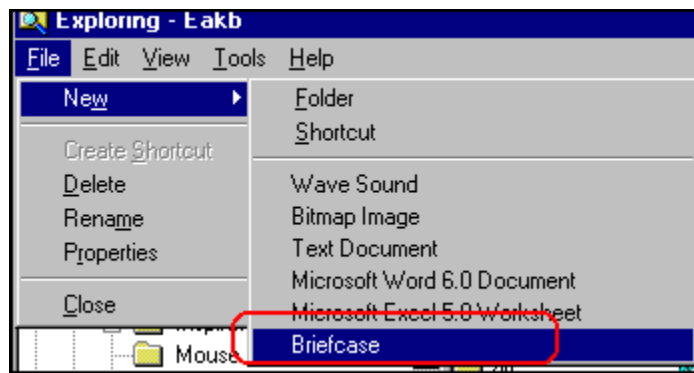 Exploring - Eakb
File Edit View Tools Help
New
Folder
Shortcut
Create Shortcut
Delete
Wave Sound
Rename
Bitmap Image
Properties
Text Document
Microsoft Word 6.0 Document
Close
Microsoft Excel 5.0 Worksheet
Mouse
Briefcase